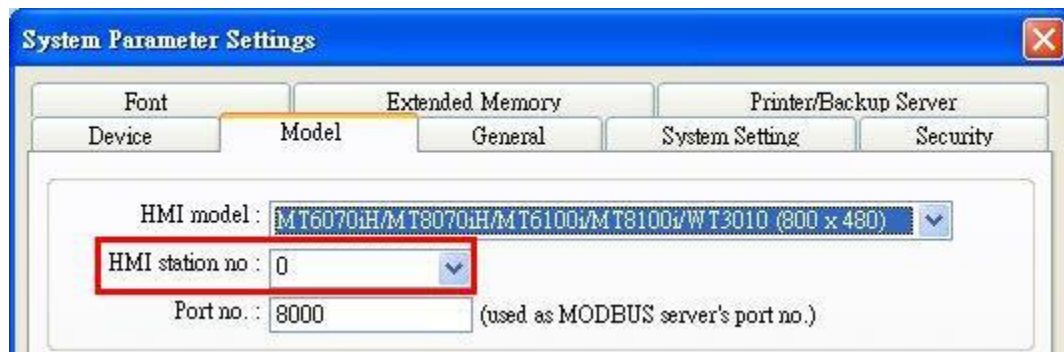 System Parameter Settings
Font Extended Memory Printer/Backup Server
Device Model General System Setting Security
HMI model : MT6070iH/MT8070iH/MT6100i/MT8100i/WT3010 (800 x 480)
HMI station no : 0
Port no. : 8000 (used as MODBUS server's port no.)